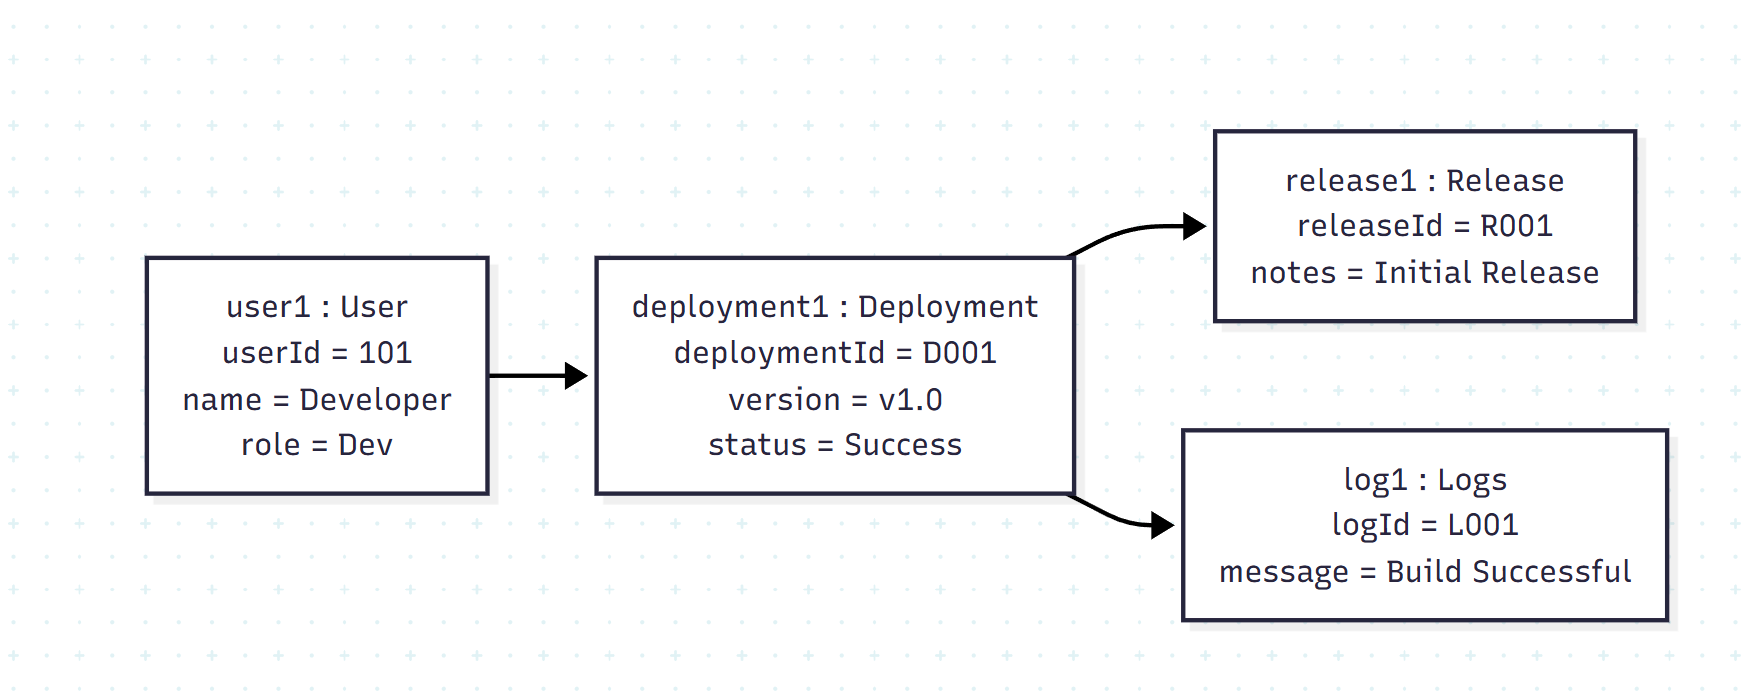 user1 : User
userId = 101
name = Developer
role = Dev
deployment1 : Deployment
deploymentId = D001
version = v1.0
status = Success
release1 : Release
releaseId = R001
notes = Initial Release
log1 : Logs
logId = L001
message = Build Successful